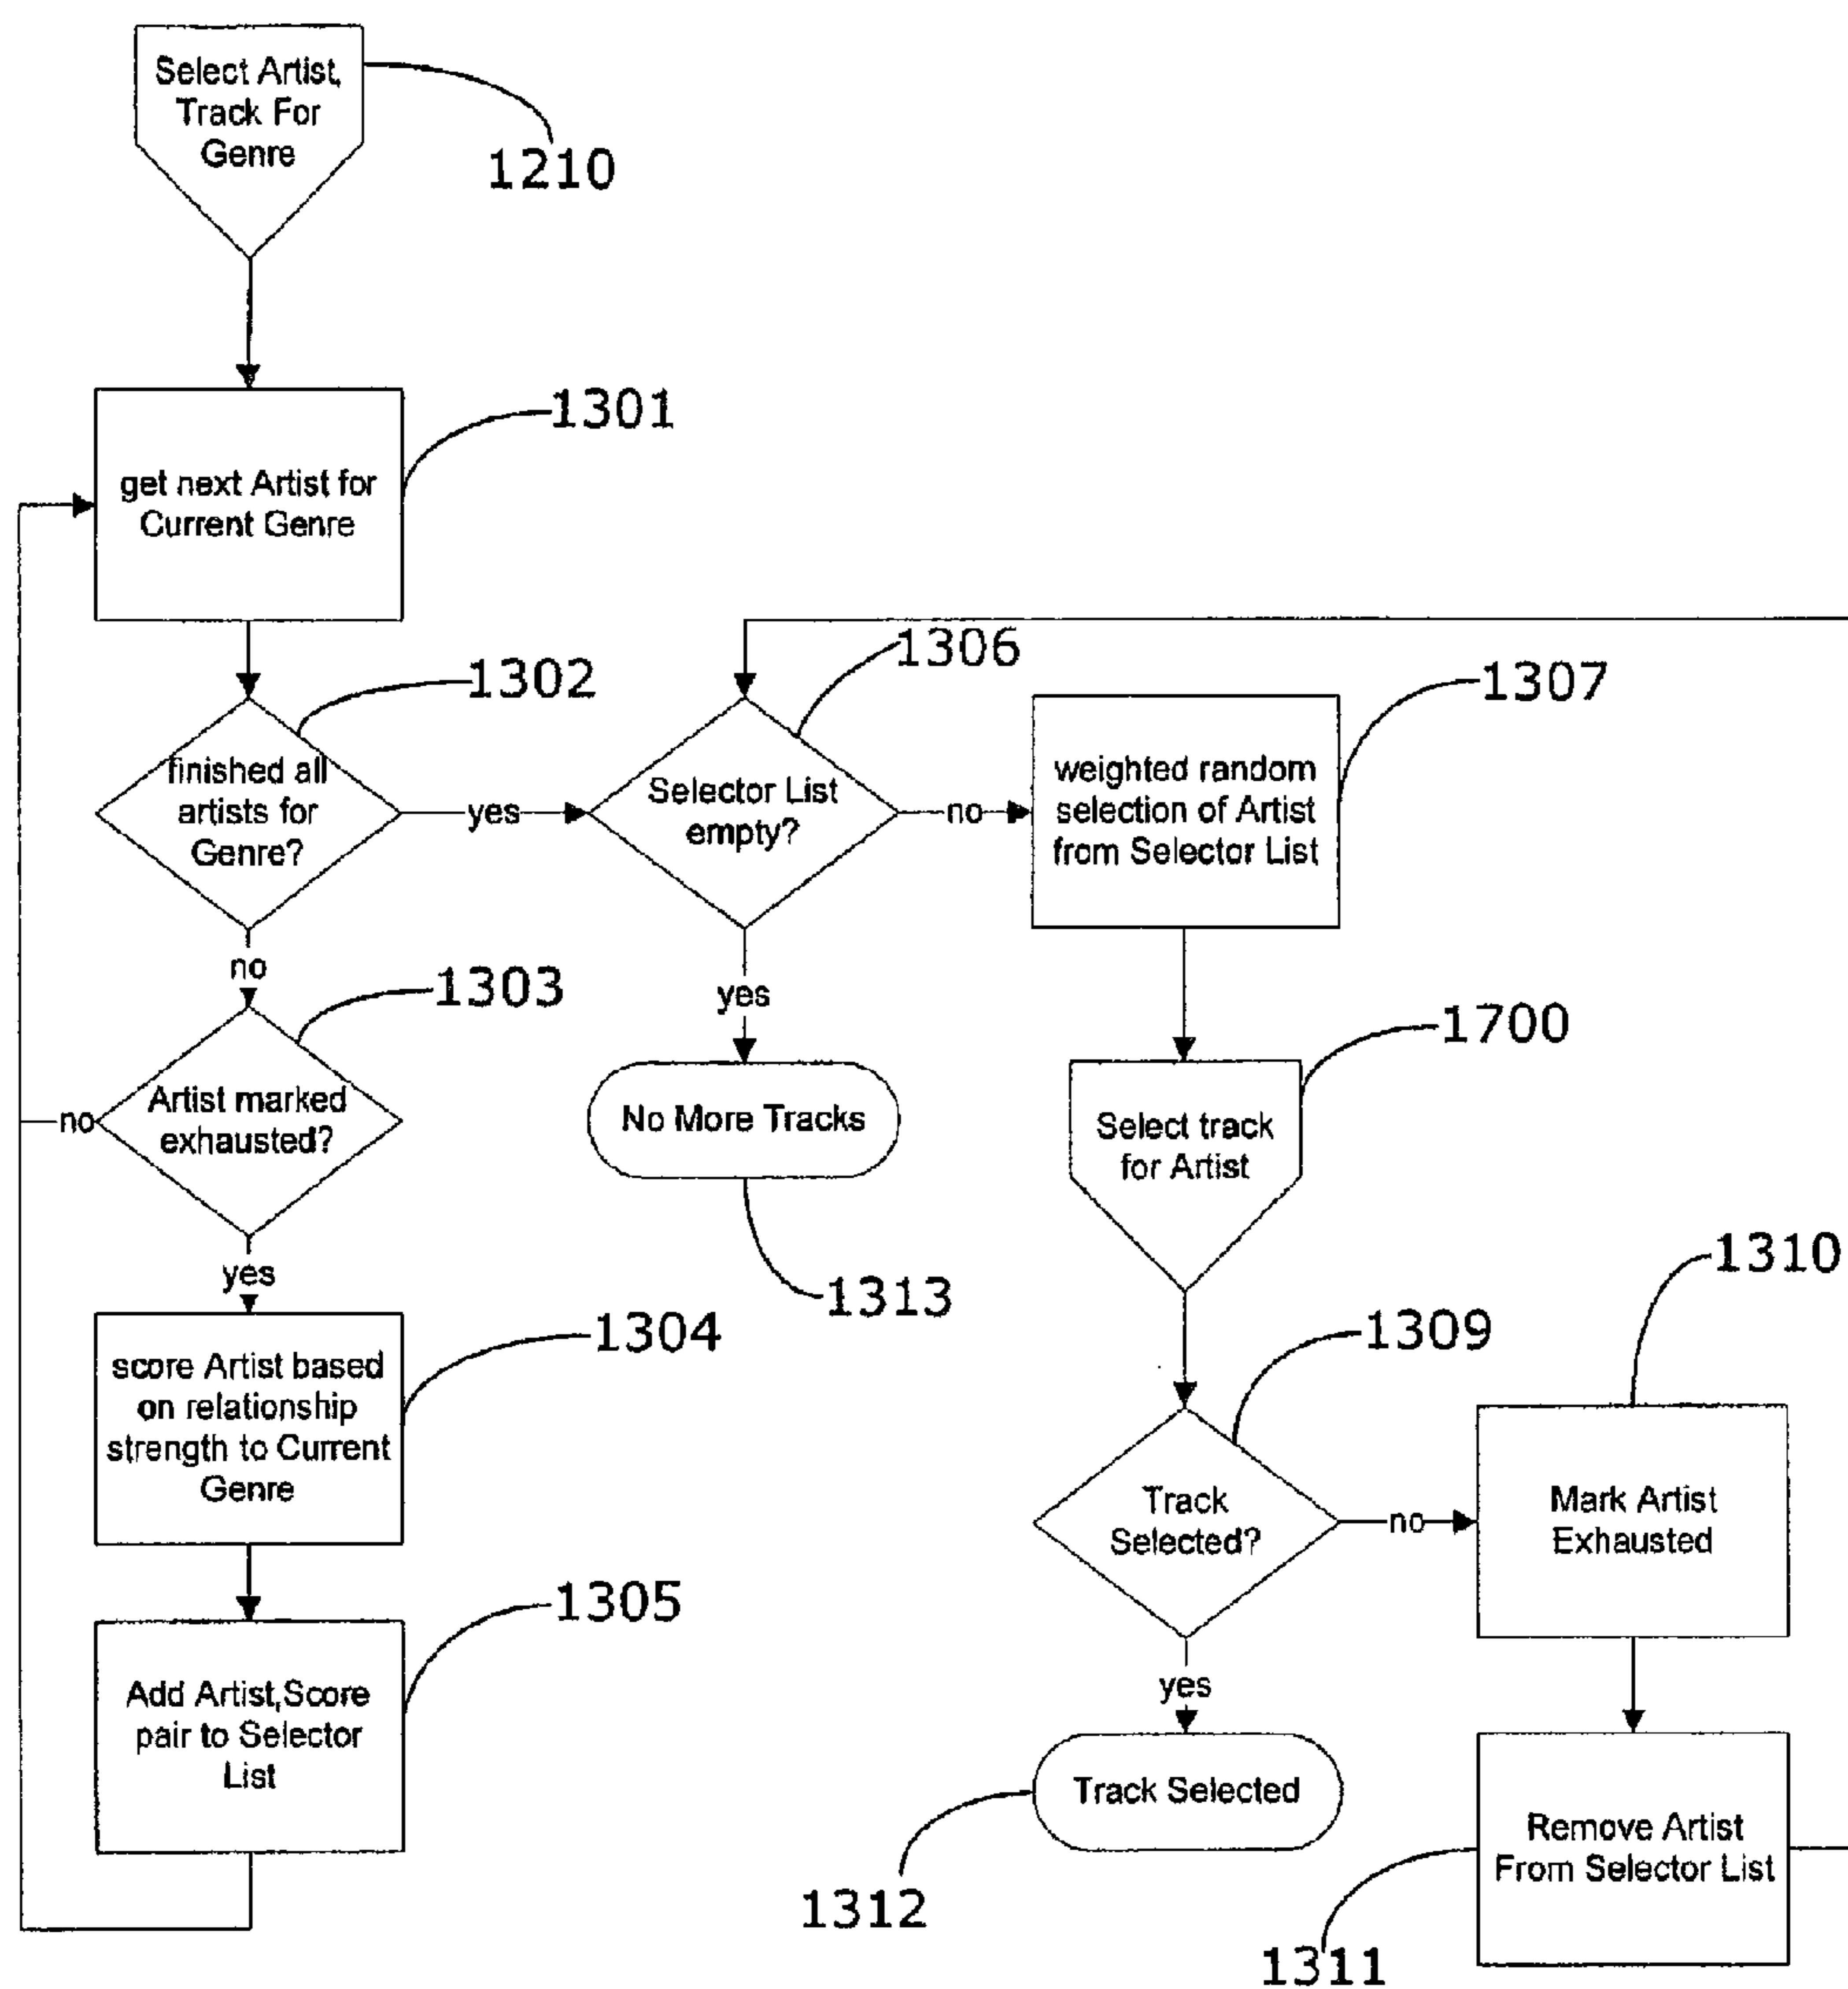 Select Artist,
Track For
Genre
1210
get next Artist for
Current Genre
1301
finished all
artists for
Genre?
1302
yes
no
Artist marked
exhausted?
1303
no
yes
score Artist based
on relationship
strength to Current
Genre
1304
Add Artist,Score
pair to Selector
List
1305
Selector List
empty?
1306
no
yes
No More Tracks
1313
weighted random
selection of Artist
from Selector List
1307
Select track
for Artist
1700
Track
Selected?
1309
no
yes
Track Selected
1312
Mark Artist
Exhausted
1310
Remove Artist
From Selector List
1311